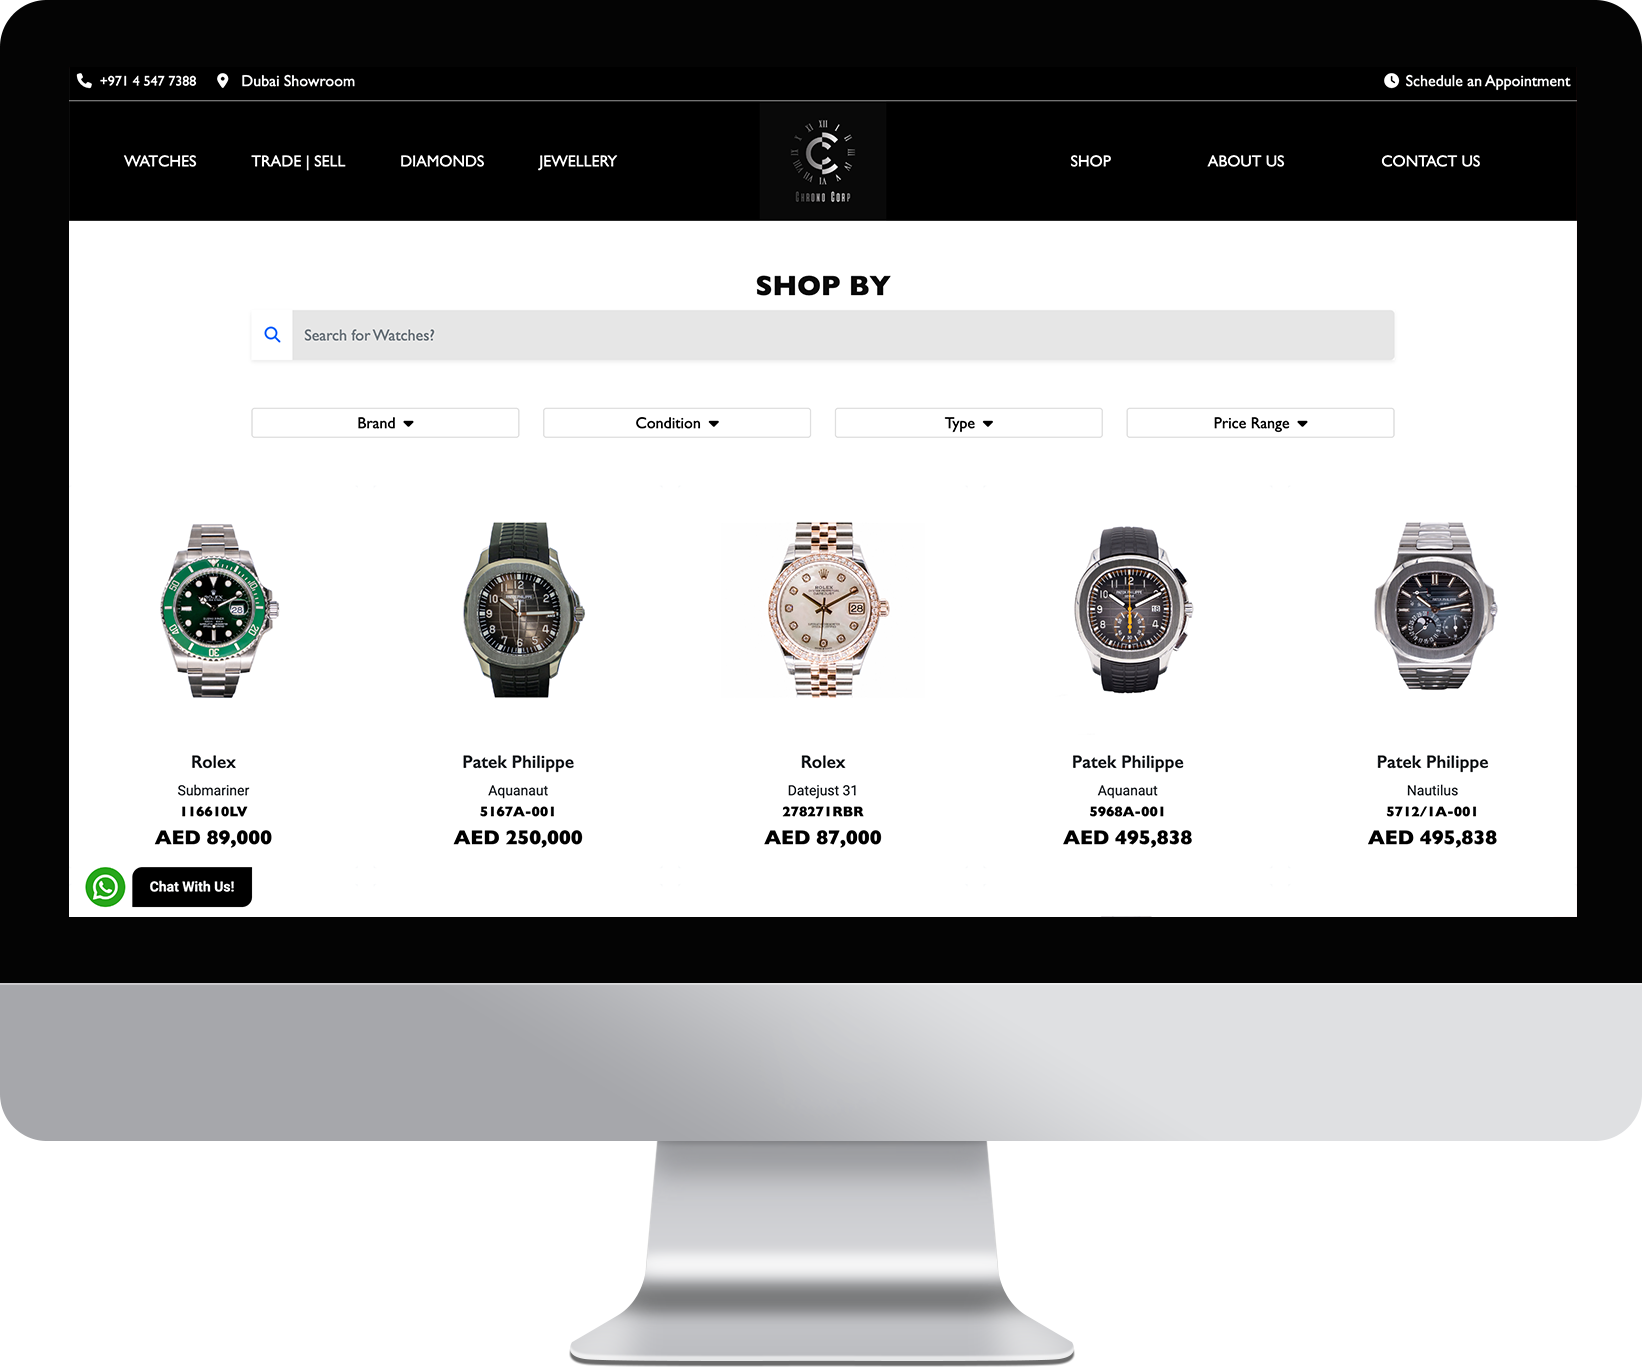 +971 4 547 7388
Dubai Showroom
Schedule an Appointment
WATCHES
TRADE | SELL
DIAMONDS
JEWELLERY
CHRONO CORP
SHOP
ABOUT US
CONTACT US
SHOP BY
Search for Watches?
Brand
Condition
Type
Price Range
Rolex
Submariner
116610LV
AED 89,000
Patek Philippe
Aquanaut
5167A-001
AED 250,000
Rolex
Datejust 31
278271RBR
AED 87,000
Patek Philippe
Aquanaut
5968A-001
AED 495,838
Patek Philippe
Nautilus
5712/1A-001
AED 495,838
Chat With Us!